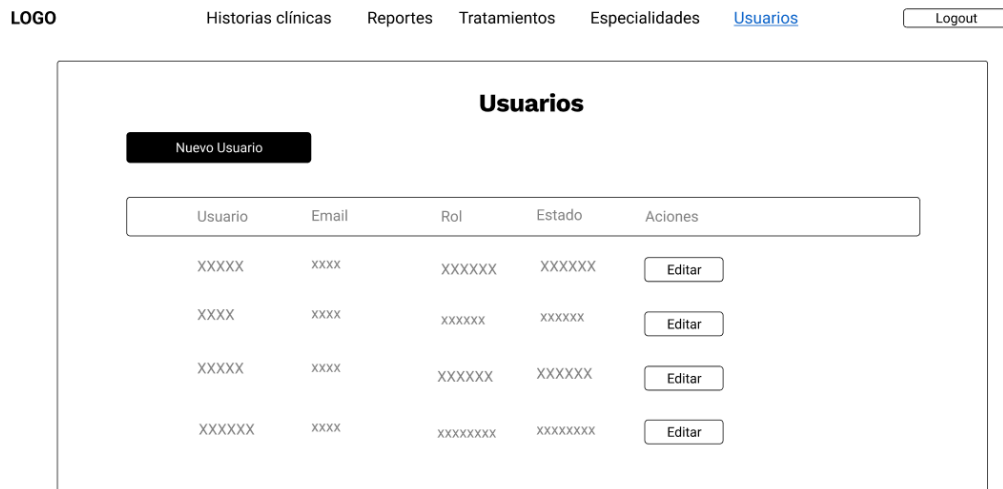 LOGO Historias clínicas Reportes Tratamientos Especialidades Usuarios Logout
Usuarios
Nuevo Usuario
Usuario Email Rol Estado Aciones
XXXXX xxxx XXXXXX XXXXXX Editar
XXXX xxxx xxxxxx xxxxxx Editar
XXXXX xxxx XXXXXX XXXXXX Editar
XXXXXX xxxx xxxxxxxx xxxxxxxx Editar